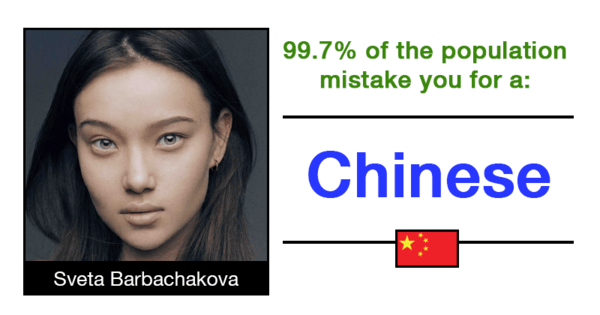 99.7% of the population
mistake you for a:
Chinese
Sveta Barbachakova